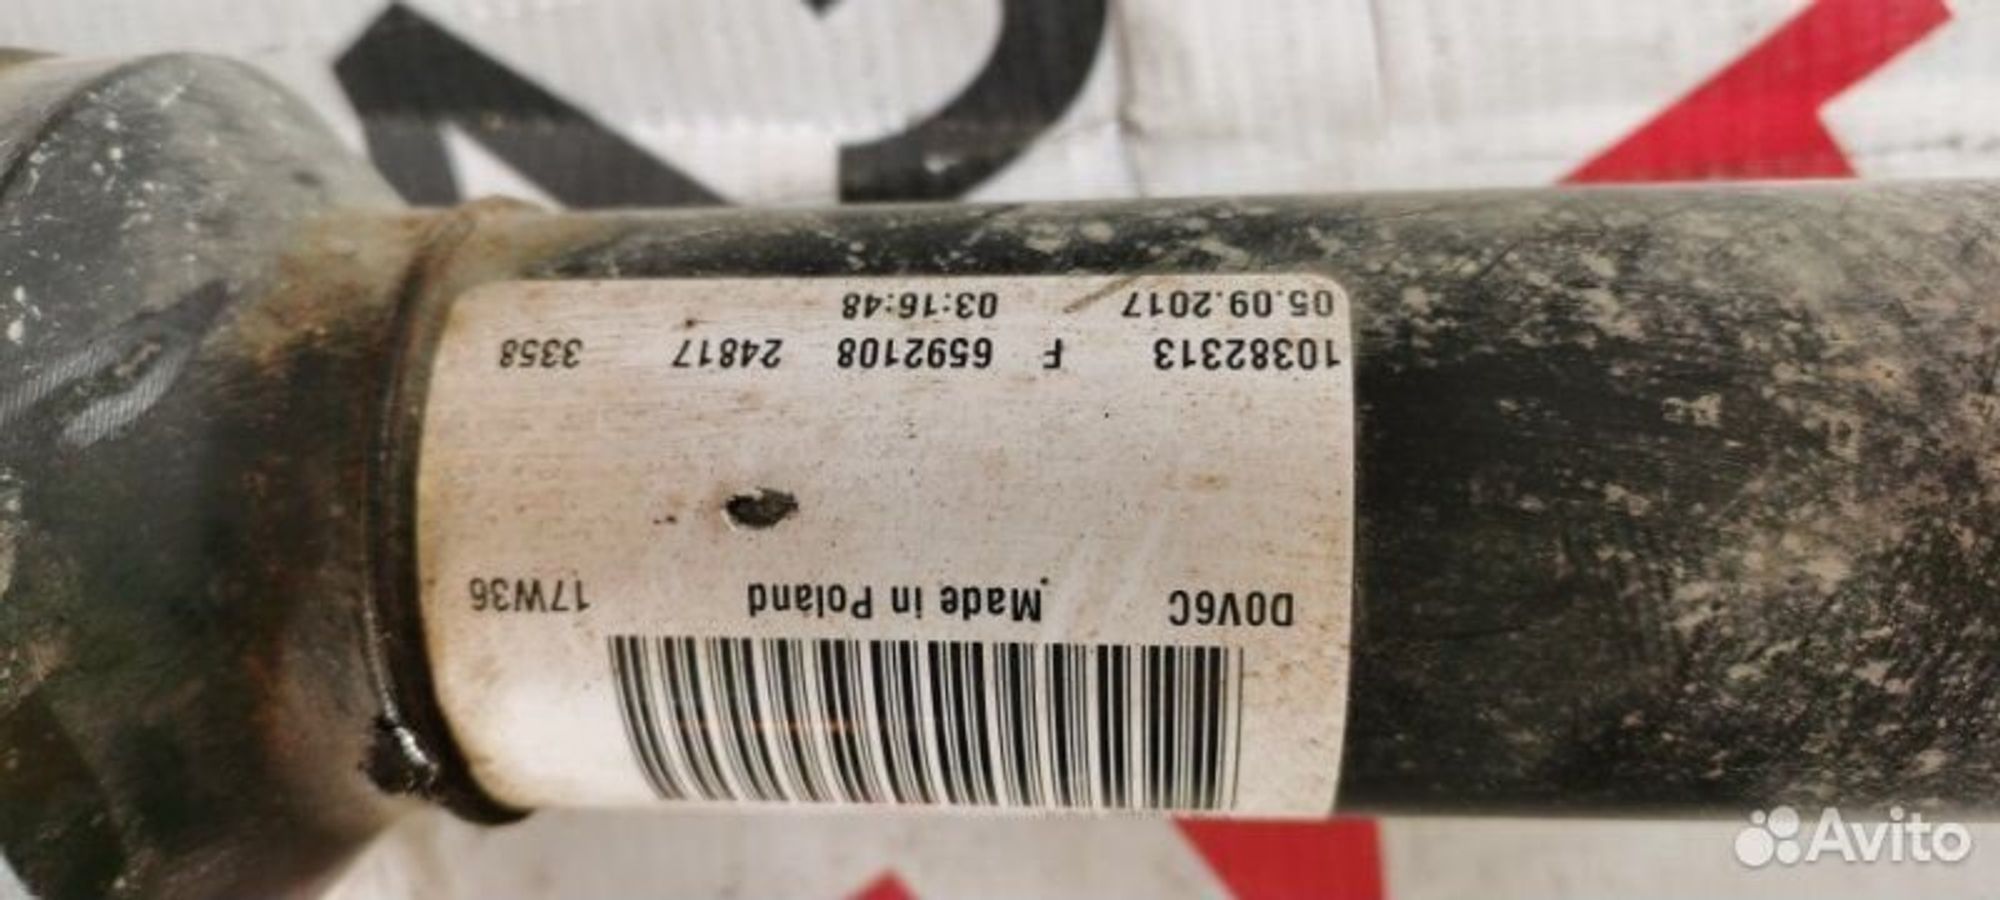 D0V6C Made in Poland 17W36
10382313 F 6592108 24817 3358
05.09.2017 03:16:48
Avito